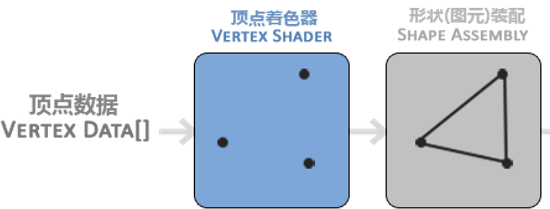 顶点数据
VERTEX DATA[]
顶点着色器
VERTEX SHADER
形状(图元)装配
SHAPE ASSEMBLY